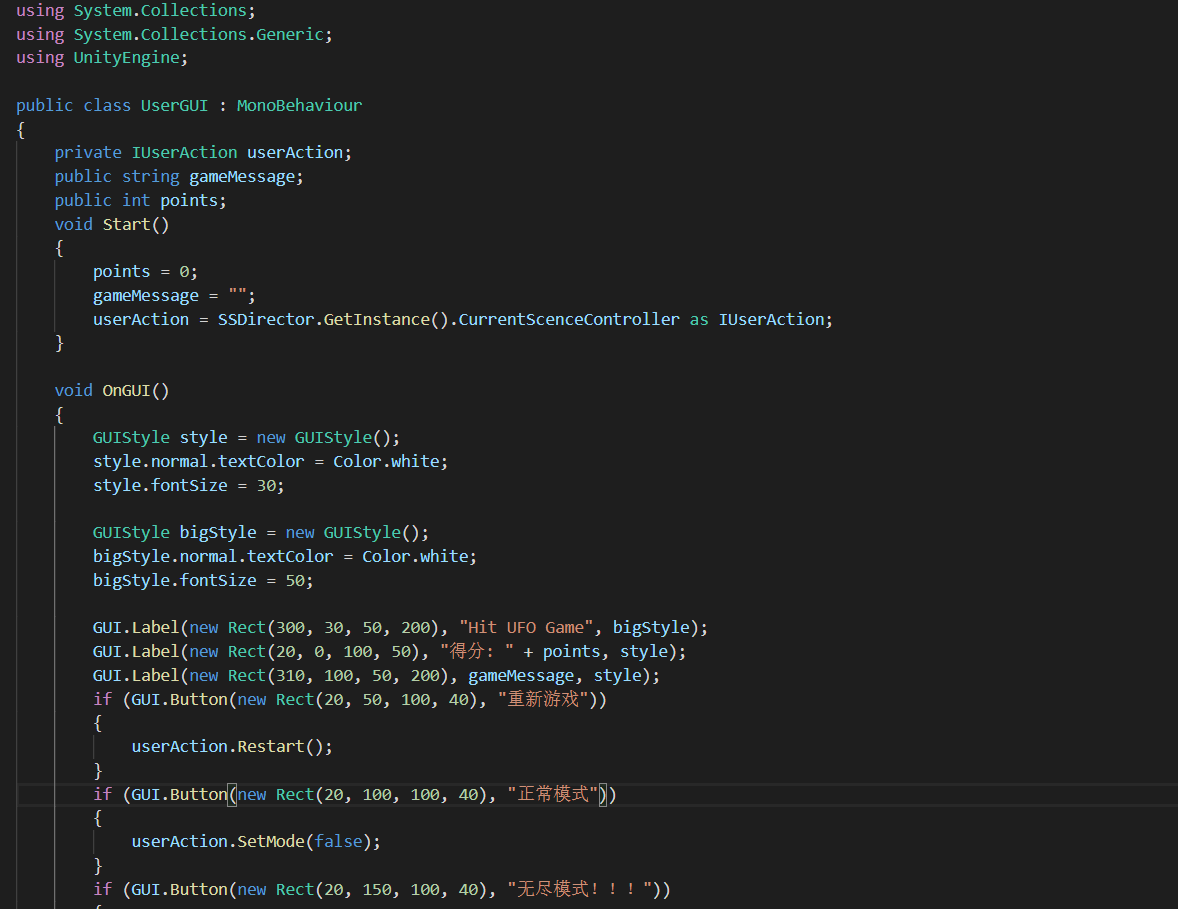 using System.Collections;
using System.Collections.Generic;
using UnityEngine;
public class UserGUI : MonoBehaviour
{
private IUserAction userAction;
public string gameMessage;
public int points;
void Start()
{
points = 0;
gameMessage = "";
userAction = SSDirector.GetInstance().CurrentScenceController as IUserAction;
}
void OnGUI()
{
GUIStyle style = new GUIStyle();
style.normal.textColor = Color.white;
style.fontSize = 30;
GUIStyle bigStyle = new GUIStyle();
bigStyle.normal.textColor = Color.white;
bigStyle.fontSize = 50;
GUI.Label(new Rect(300, 30, 50, 200), "Hit UFO Game", bigStyle);
GUI.Label(new Rect(20, 0, 100, 50), "得分: " + points, style);
GUI.Label(new Rect(310, 100, 50, 200), gameMessage, style);
if (GUI.Button(new Rect(20, 50, 100, 40), "重新游戏"))
{
userAction.Restart();
}
if (GUI.Button(new Rect(20, 100, 100, 40), "正常模式"))
{
userAction.SetMode(false);
}
if (GUI.Button(new Rect(20, 150, 100, 40), "无尽模式！！！"))
{